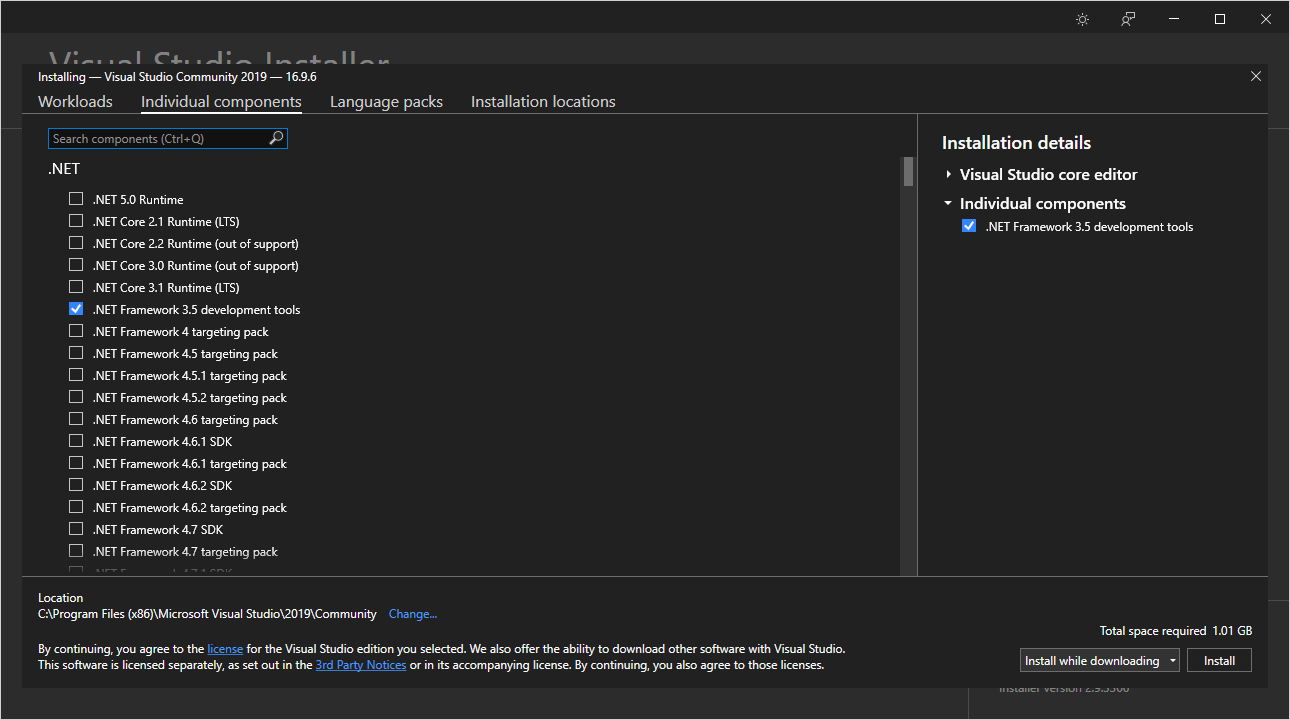 Visual Studio Installer
Installing — Visual Studio Community 2019 — 16.9.6
Workloads Individual components Language packs Installation locations
Search components (Ctrl+Q)
.NET
.NET 5.0 Runtime
.NET Core 2.1 Runtime (LTS)
.NET Core 2.2 Runtime (out of support)
.NET Core 3.0 Runtime (out of support)
.NET Core 3.1 Runtime (LTS)
.NET Framework 3.5 development tools
.NET Framework 4 targeting pack
.NET Framework 4.5 targeting pack
.NET Framework 4.5.1 targeting pack
.NET Framework 4.5.2 targeting pack
.NET Framework 4.6 targeting pack
.NET Framework 4.6.1 SDK
.NET Framework 4.6.1 targeting pack
.NET Framework 4.6.2 SDK
.NET Framework 4.6.2 targeting pack
.NET Framework 4.7 SDK
.NET Framework 4.7 targeting pack
.NET Framework 4.7.1 SDK
Installation details
Visual Studio core editor
Individual components
.NET Framework 3.5 development tools
Location
C:\Program Files (x86)\Microsoft Visual Studio\2019\Community Change...
By continuing, you agree to the license for the Visual Studio edition you selected. We also offer the ability to download other software with Visual Studio.
This software is licensed separately, as set out in the 3rd Party Notices or in its accompanying license. By continuing, you also agree to those licenses.
Total space required 1.01 GB
Install while downloading Install
Installer version